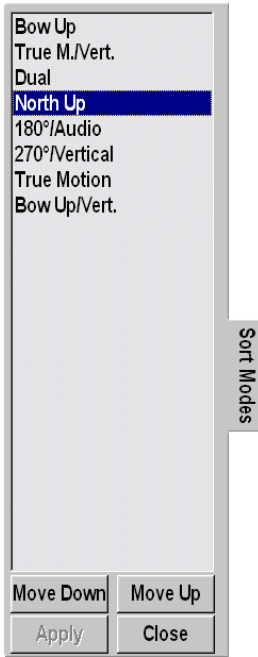 Bow Up
True M./Vert.
Dual
North Up
180°/Audio
270°/Vertical
True Motion
Bow Up/Vert.
Sort Modes
Move Down Move Up
Apply Close